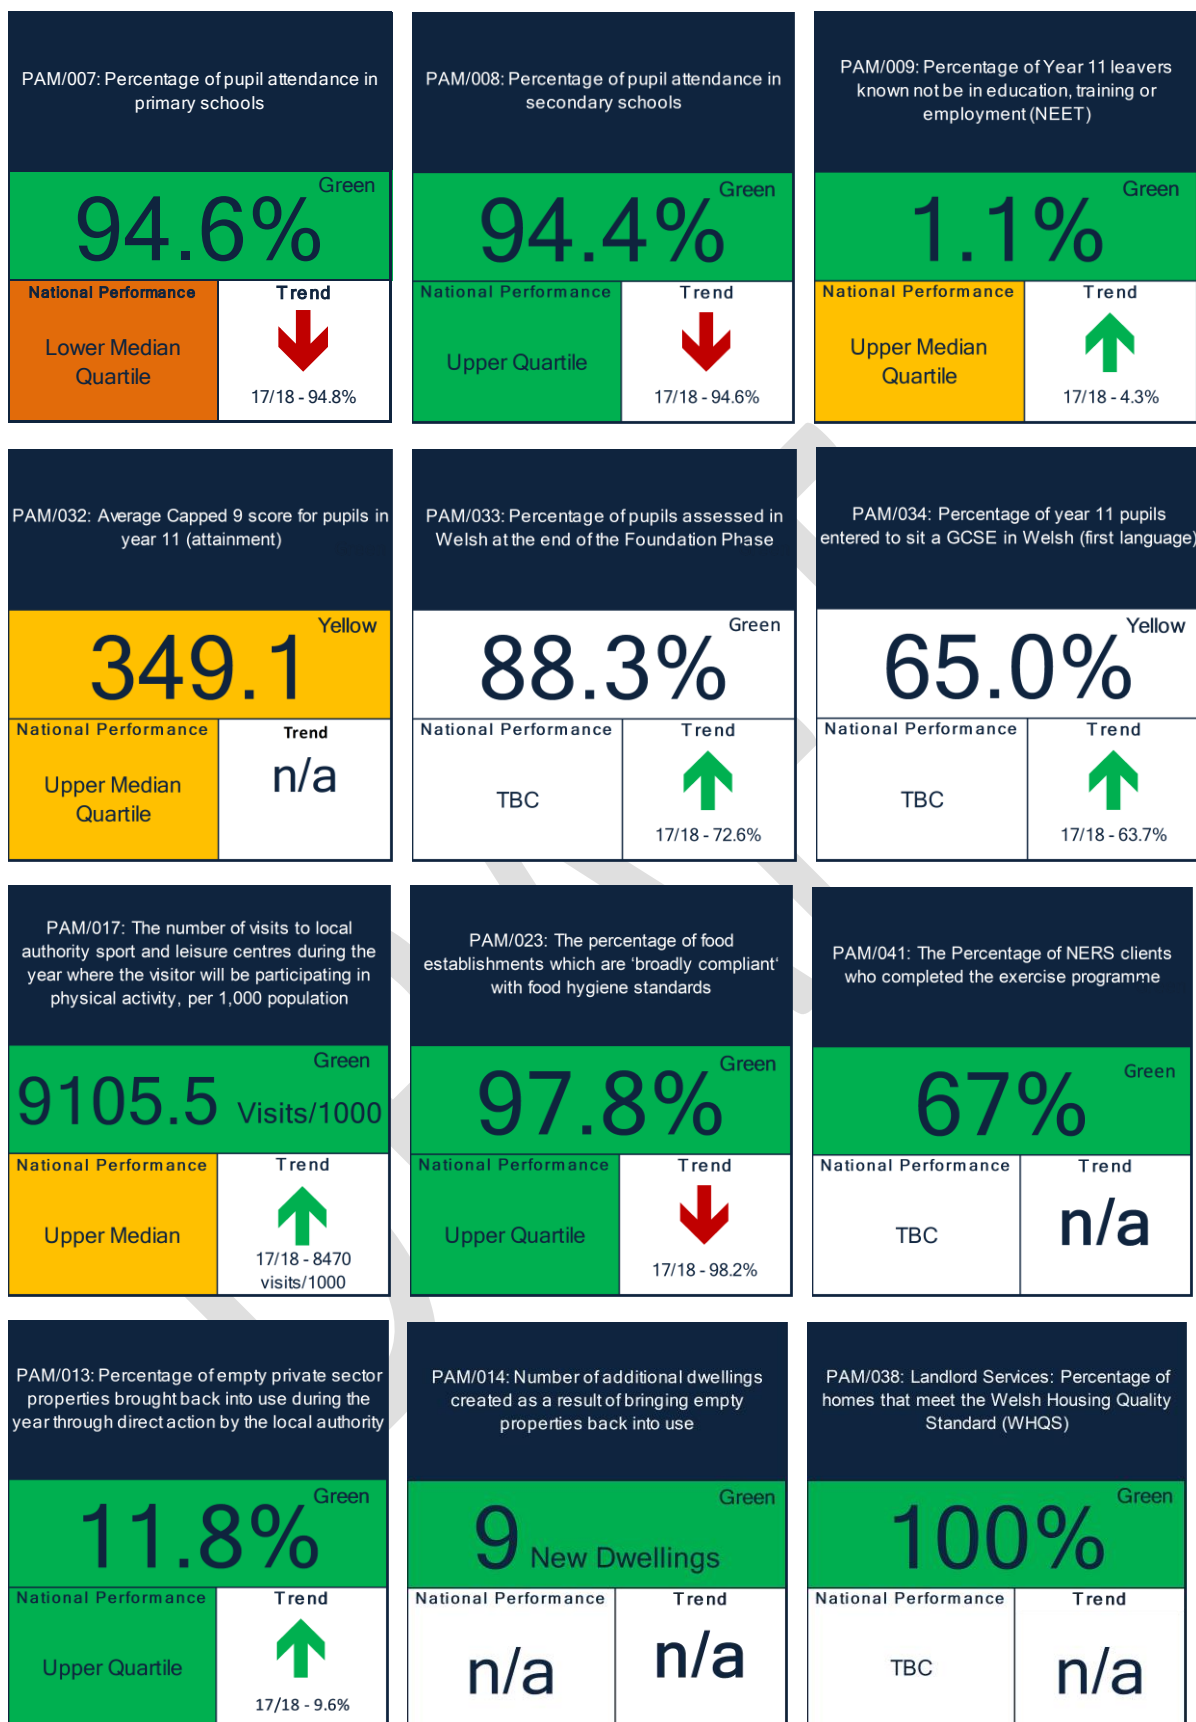 PAM/007: Percentage of pupil attendance in
primary schools
Green
94.6%
National Performance
Lower Median
Quartile
Trend
17/18 - 94.8%
PAM/008: Percentage of pupil attendance in
secondary schools
Green
94.4%
National Performance
Upper Quartile
Trend
17/18 - 94.6%
PAM/009: Percentage of Year 11 leavers
known not be in education, training or
employment (NEET)
Green
1.1%
National Performance
Upper Median
Quartile
Trend
17/18 - 4.3%
PAM/032: Average Capped 9 score for pupils in
year 11 (attainment)
Yellow
349.1
National Performance
Upper Median
Quartile
Trend
n/a
PAM/033: Percentage of pupils assessed in
Welsh at the end of the Foundation Phase
Green
88.3%
National Performance
TBC
Trend
17/18 - 72.6%
PAM/034: Percentage of year 11 pupils
entered to sit a GCSE in Welsh (first language)
Yellow
65.0%
National Performance
TBC
Trend
17/18 - 63.7%
PAM/017: The number of visits to local
authority sport and leisure centres during the
year where the visitor will be participating in
physical activity, per 1,000 population
Green
9105.5 Visits/1000
National Performance
Upper Median
Trend
17/18 - 8470
visits/1000
PAM/023: The percentage of food
establishments which are ‘broadly compliant‘
with food hygiene standards
Green
97.8%
National Performance
Upper Quartile
Trend
17/18 - 98.2%
PAM/041: The Percentage of NERS clients
who completed the exercise programme
Green
67%
National Performance
TBC
Trend
n/a
PAM/013: Percentage of empty private sector
properties brought back into use during the
year through direct action by the local authority
Green
11.8%
National Performance
Upper Quartile
Trend
17/18 - 9.6%
PAM/014: Number of additional dwellings
created as a result of bringing empty
properties back into use
Green
9 New Dwellings
National Performance
n/a
Trend
n/a
PAM/038: Landlord Services: Percentage of
homes that meet the Welsh Housing Quality
Standard (WHQS)
Green
100%
National Performance
TBC
Trend
n/a